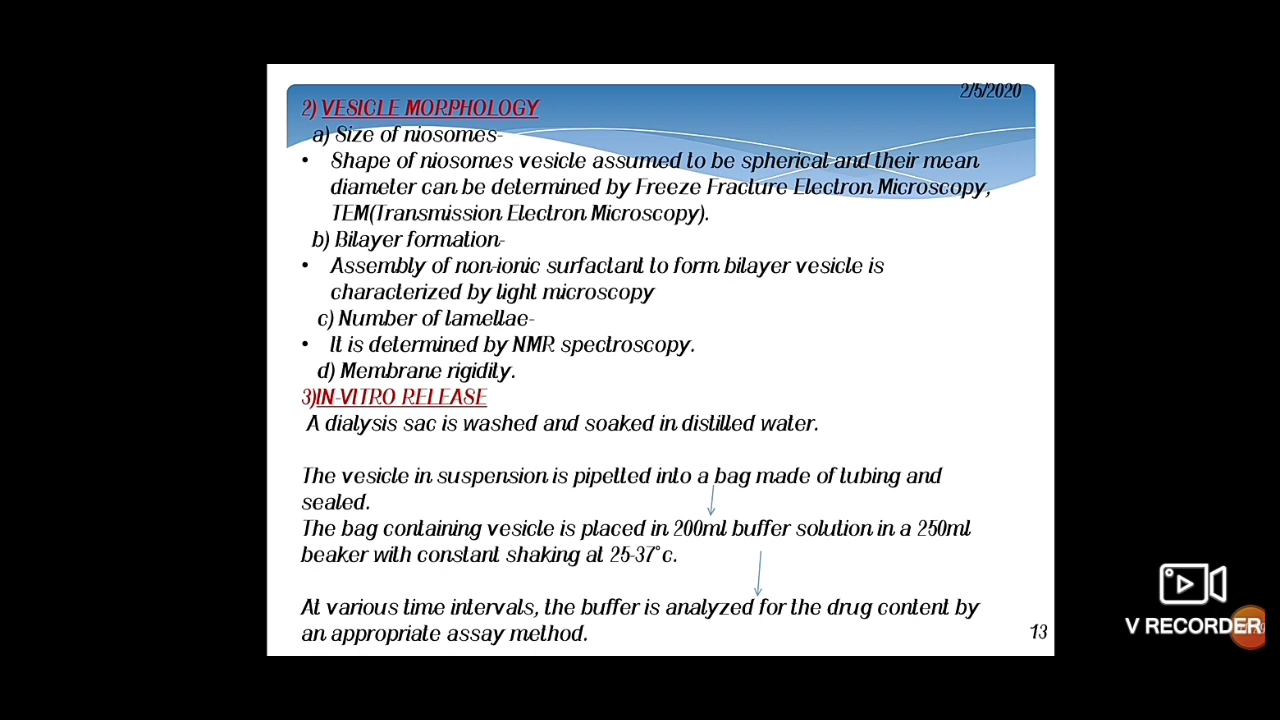 2/5/2020
2) VESICLE MORPHOLOGY
a) Size of niosomes-
• Shape of niosomes vesicle assumed to be spherical and their mean
diameter can be determined by Freeze Fracture Electron Microscopy,
TEM(Transmission Electron Microscopy).
b) Bilayer formation-
• Assembly of non-ionic surfactant to form bilayer vesicle is
characterized by light microscopy
c) Number of lamellae-
• It is determined by NMR spectroscopy.
d) Membrane rigidity.
3)IN-VITRO RELEASE
A dialysis sac is washed and soaked in distilled water.
The vesicle in suspension is pipetted into a bag made of tubing and
sealed.
The bag containing vesicle is placed in 200ml buffer solution in a 250ml
beaker with constant shaking at 25-37°c.
At various time intervals, the buffer is analyzed for the drug content by
an appropriate assay method.
13
V RECORDER